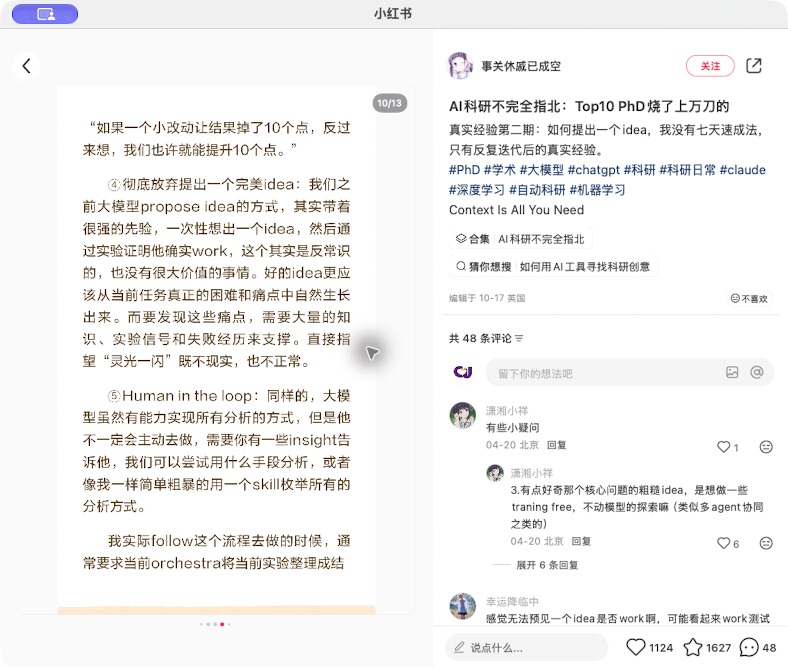 小红书
10/13
“如果一个小改动让结果掉了10个点，反过
来想，我们也许就能提升10个点。”
④彻底放弃提出一个完美idea：我们之
前大模型propose idea的方式，其实带着
很强的先验，一次性想出一个idea，然后通
过实验证明他确实work，这个其实是反常识
的，也没有很大价值的事情。好的idea更应
该从当前任务真正的困难和痛点中自然生长
出来。而要发现这些痛点，需要大量的知
识、实验信号和失败经历来支撑。直接指
望“灵光一闪”既不现实，也不正常。
⑤Human in the loop：同样的，大模
型虽然有能力实现所有分析的方式，但是他
不一定会主动去做，需要你有一些insight告
诉他，我们可以尝试用什么手段分析，或者
像我一样简单粗暴的用一个skill枚举所有的
分析方式。
我实际follow这个流程去做的时候，通
常要求当前orchestra将当前实验整理成结
事关休戚已成空
关注
AI科研不完全指北：Top10 PhD烧了上万刀的
真实经验第二期：如何提出一个idea，我没有七天速成法，
只有反复迭代后的真实经验。
#PhD #学术 #大模型 #chatgpt #科研 #科研日常 #claude
#深度学习 #自动科研 #机器学习
Context Is All You Need
合集 AI科研不完全指北
猜你想搜 如何用AI工具寻找科研创意
编辑于 10-17 英国
不喜欢
共 48 条评论
CJ
留下你的想法吧
潇湘小祥
有些小疑问
04-20 北京 回复
1
潇湘小祥
3.有点好奇那个核心问题的粗糙idea，是想做一些
traning free，不动模型的探索嘛（类似多agent协同
之类的）
04-20 北京 回复
6
展开 6 条回复
幸运降临中
感觉无法预见一个idea是否work啊，可能看起来work测试
说点什么...
1124
1627
48